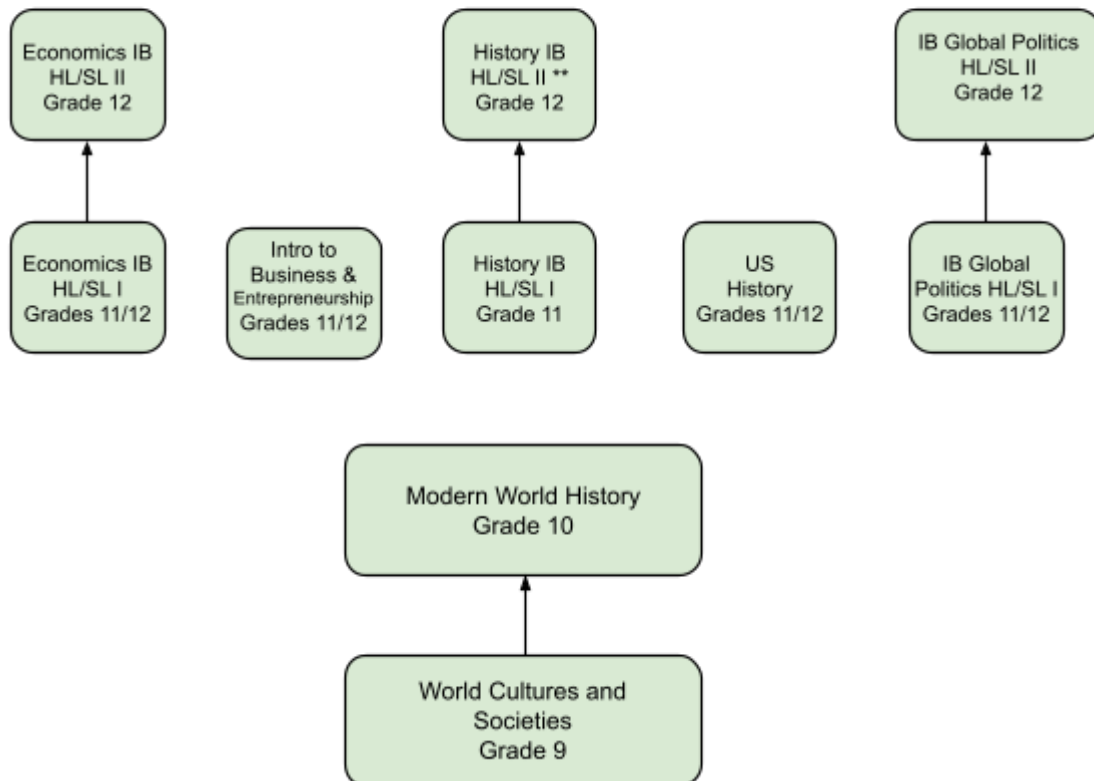 Economics IB
HL/SL II
Grade 12
History IB
HL/SL II **
Grade 12
IB Global Politics
HL/SL II
Grade 12
Economics IB
HL/SL I
Grades 11/12
Intro to
Business &
Entrepreneurship
Grades 11/12
History IB
HL/SL I
Grade 11
US
History
Grades 11/12
IB Global
Politics HL/SL I
Grades 11/12
Modern World History
Grade 10
World Cultures and
Societies
Grade 9